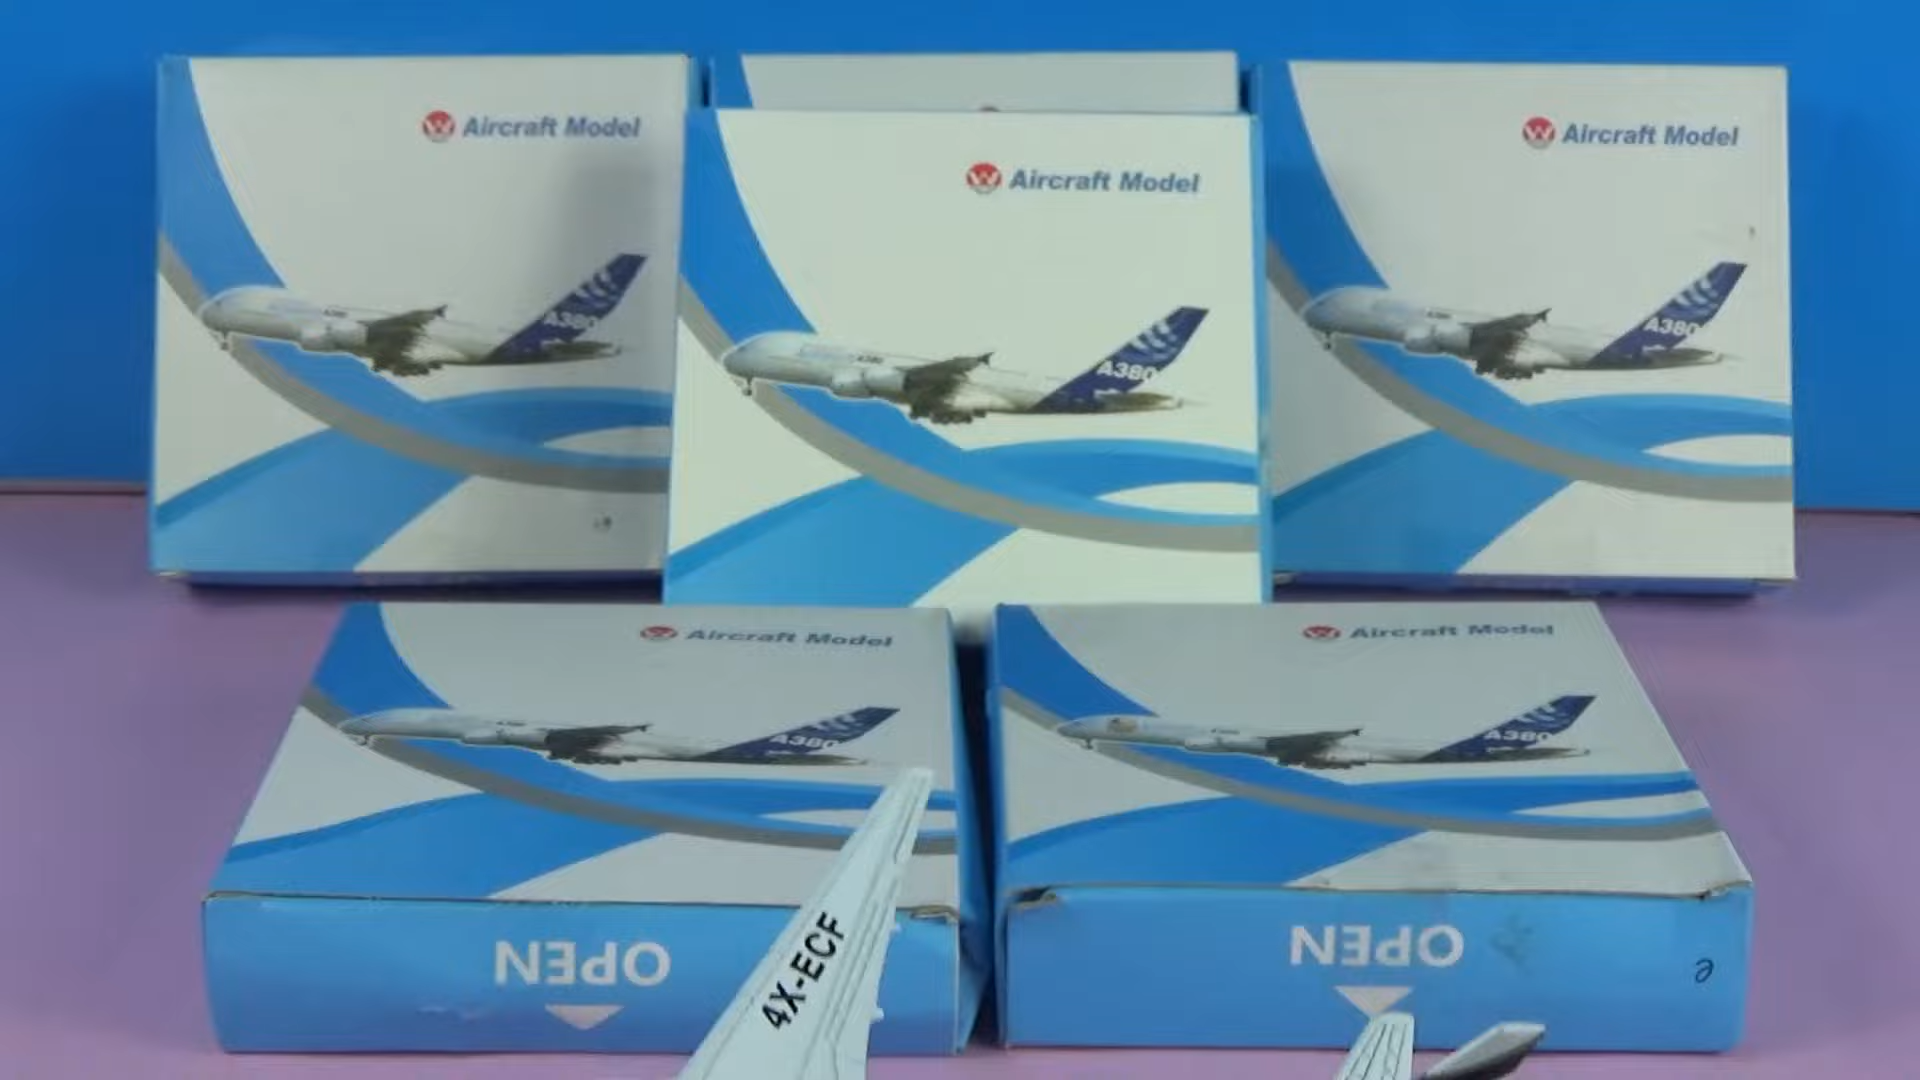 Aircraft Model
A380
Aircraft Model
A380
Aircraft Model
A380
Aircraft Model
A380
OPEN
Aircraft Model
A380
OPEN
e
4X-ECF